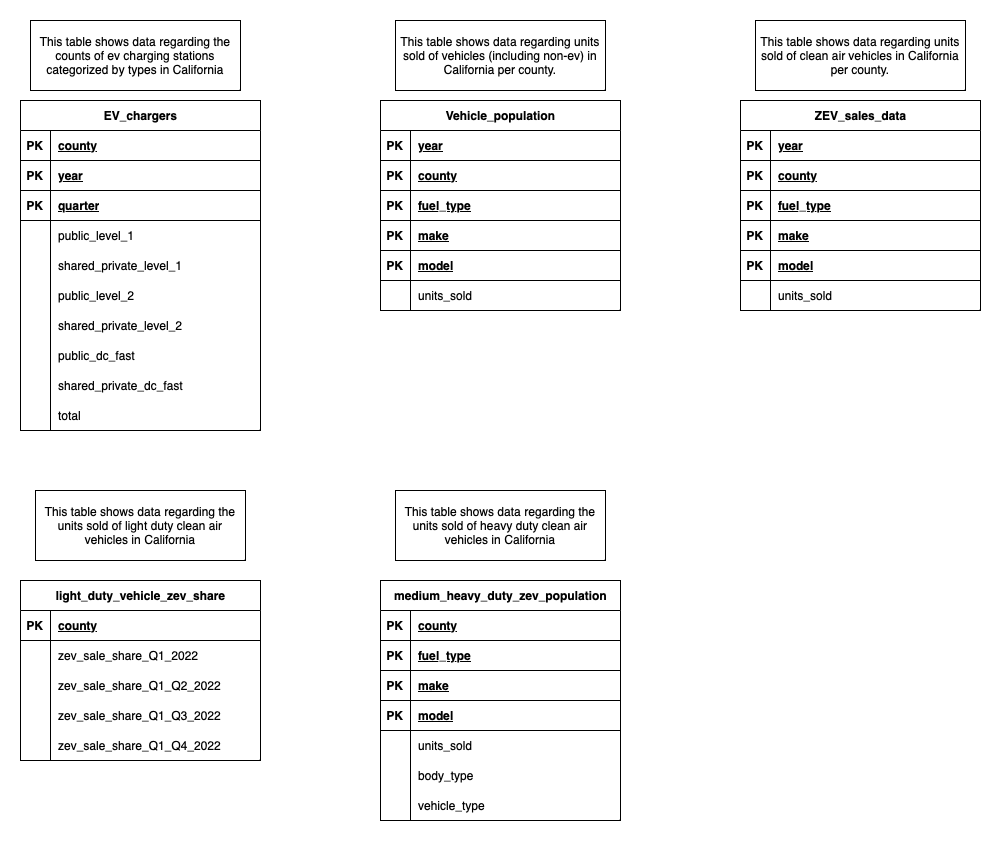 This table shows data regarding the
counts of ev charging stations
categorized by types in California
EV_chargers
PK county
PK year
PK quarter
public_level_1
shared_private_level_1
public_level_2
shared_private_level_2
public_dc_fast
shared_private_dc_fast
total
This table shows data regarding units
sold of vehicles (including non-ev) in
California per county.
Vehicle_population
PK year
PK county
PK fuel_type
PK make
PK model
units_sold
This table shows data regarding units
sold of clean air vehicles in California
per county.
ZEV_sales_data
PK year
PK county
PK fuel_type
PK make
PK model
units_sold
This table shows data regarding the
units sold of light duty clean air
vehicles in California
light_duty_vehicle_zev_share
PK county
zev_sale_share_Q1_2022
zev_sale_share_Q1_Q2_2022
zev_sale_share_Q1_Q3_2022
zev_sale_share_Q1_Q4_2022
This table shows data regarding the
units sold of heavy duty clean air
vehicles in California
medium_heavy_duty_zev_population
PK county
PK fuel_type
PK make
PK model
units_sold
body_type
vehicle_type